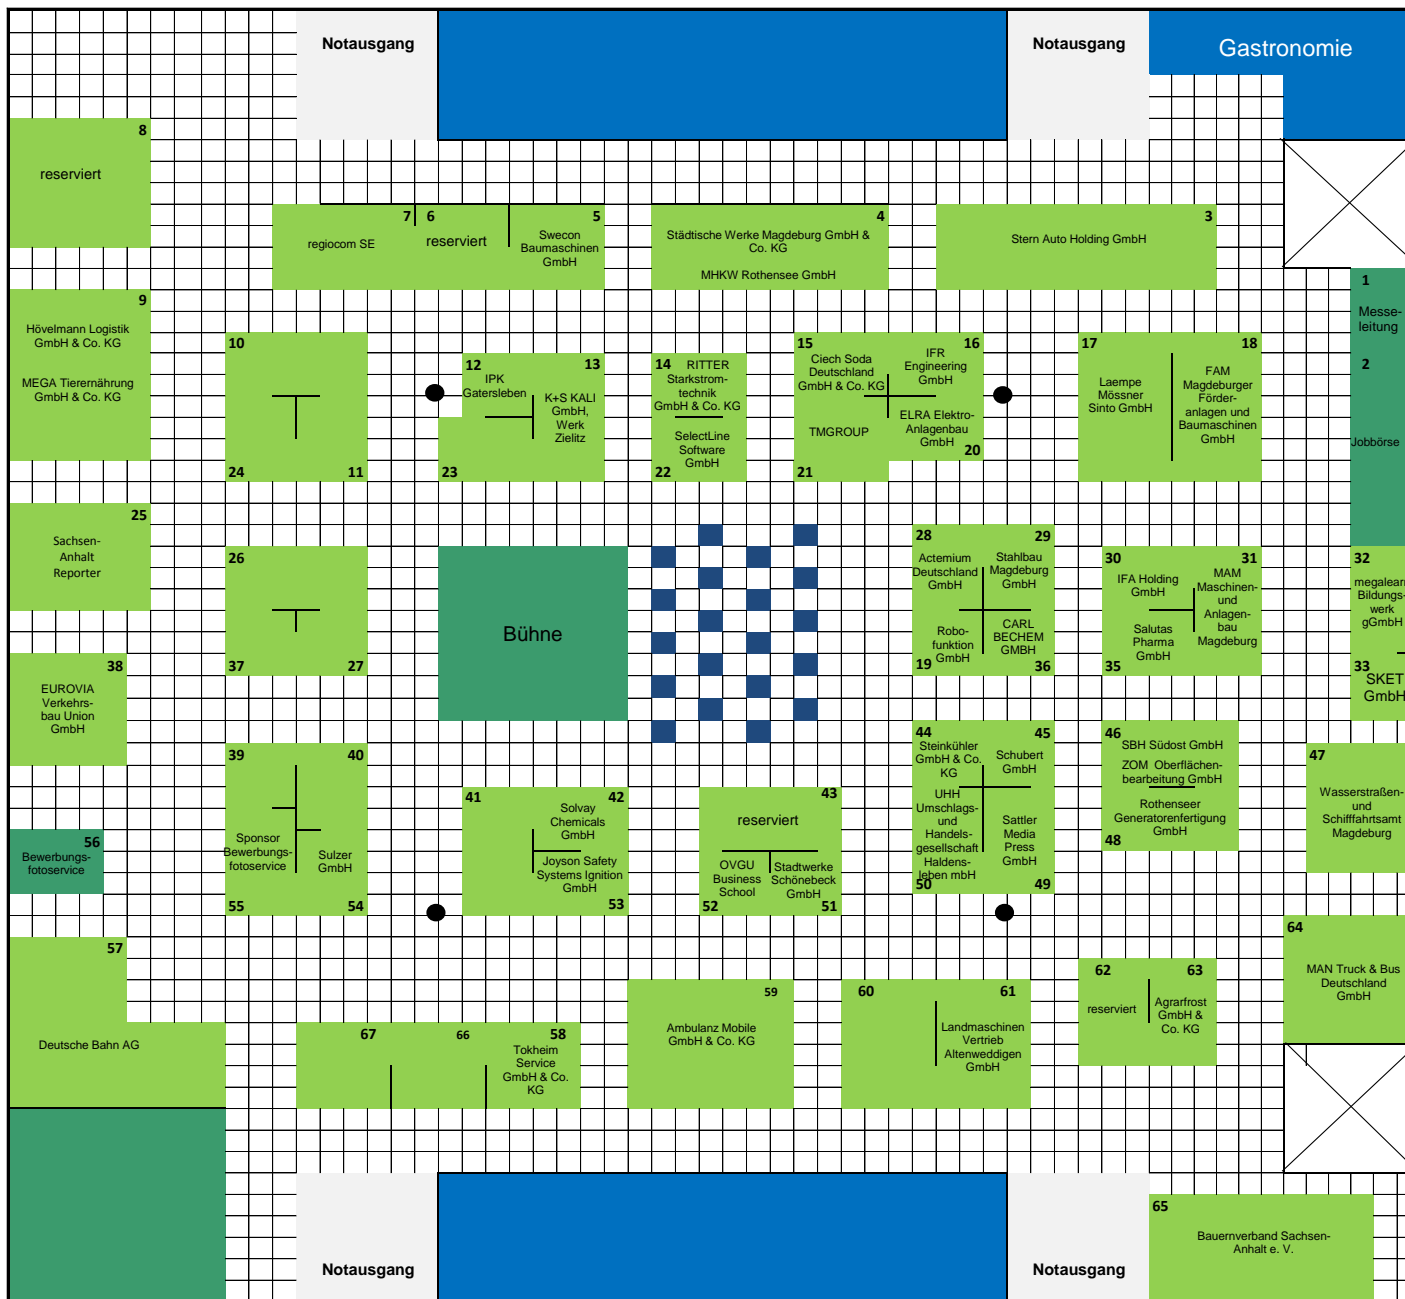 Notausgang
Notausgang
Gastronomie
8
reserviert
7
regiocom SE
6
reserviert
5
Swecon
Baumaschinen
GmbH
4
Städtische Werke Magdeburg GmbH &
Co. KG
MHKW Rothensee GmbH
3
Stern Auto Holding GmbH
1
Messe-
leitung
2
Jobbörse
9
Hövelmann Logistik
GmbH & Co. KG
MEGA Tierernährung
GmbH & Co. KG
10
24
11
12
IPK
Gatersleben
13
K+S KALI
GmbH,
Werk
Zielitz
23
14
RITTER
Starkstrom-
technik
GmbH & Co. KG
SelectLine
Software
GmbH
22
15
Ciech Soda
Deutschland
GmbH & Co. KG
16
IFR
Engineering
GmbH
TMGROUP
21
ELRA Elektro-
Anlagenbau
GmbH
20
17
Laempe
Mössner
Sinto GmbH
18
FAM
Magdeburger
Förder-
anlagen und
Baumaschinen
GmbH
25
Sachsen-
Anhalt
Reporter
26
37
27
Bühne
28
Actemium
Deutschland
GmbH
29
Stahlbau
Magdeburg
GmbH
Robo-
funktion
GmbH
19
CARL
BECHEM
GMBH
36
30
IFA Holding
GmbH
31
MAM
Maschinen-
und
Anlagen-
bau
Magdeburg
Salutas
Pharma
GmbH
35
32
megalearn
Bildungs-
werk
gGmbH
33
SKET
GmbH
38
EUROVIA
Verkehrs-
bau Union
GmbH
39
40
Sponsor
Bewerbungs-
fotoservice
55
Sulzer
GmbH
54
41
42
Solvay
Chemicals
GmbH
Joyson Safety
Systems Ignition
GmbH
53
43
reserviert
OVGU
Business
School
52
Stadtwerke
Schönebeck
GmbH
51
44
Steinkühler
GmbH & Co.
KG
45
Schubert
GmbH
UHH
Umschlags-
und
Handels-
gesellschaft
Haldens-
leben mbH
50
Sattler
Media
Press
GmbH
49
46
SBH Südost GmbH
ZOM Oberflächen-
bearbeitung GmbH
Rothenseer
Generatorenfertigung
GmbH
48
47
Wasserstraßen-
und
Schifffahrtsamt
Magdeburg
56
Bewerbungs-
fotoservice
57
Deutsche Bahn AG
67
66
58
Tokheim
Service
GmbH & Co.
KG
59
Ambulanz Mobile
GmbH & Co. KG
60
61
Landmaschinen
Vertrieb
Altenweddigen
GmbH
62
reserviert
63
Agrarfrost
GmbH &
Co. KG
64
MAN Truck & Bus
Deutschland
GmbH
65
Bauernverband Sachsen-
Anhalt e. V.
Notausgang
Notausgang